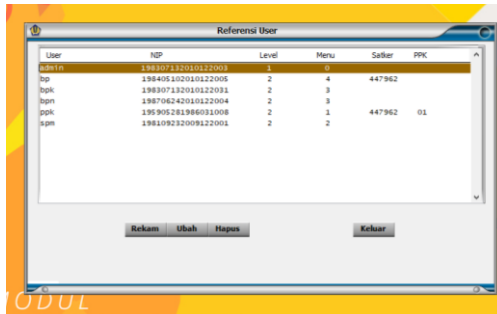 Referensi User
User NIP Level Menu Satker PPK
admin 198307132010122003 1 0
bp 198405102010122005 2 4 447962
bpk 198307132010122031 2 3
bpn 198706242010122004 2 3
ppk 195905281986031008 2 1 447962 01
spm 198109232009122001 2 2
Rekam Ubah Hapus Keluar
MODUL